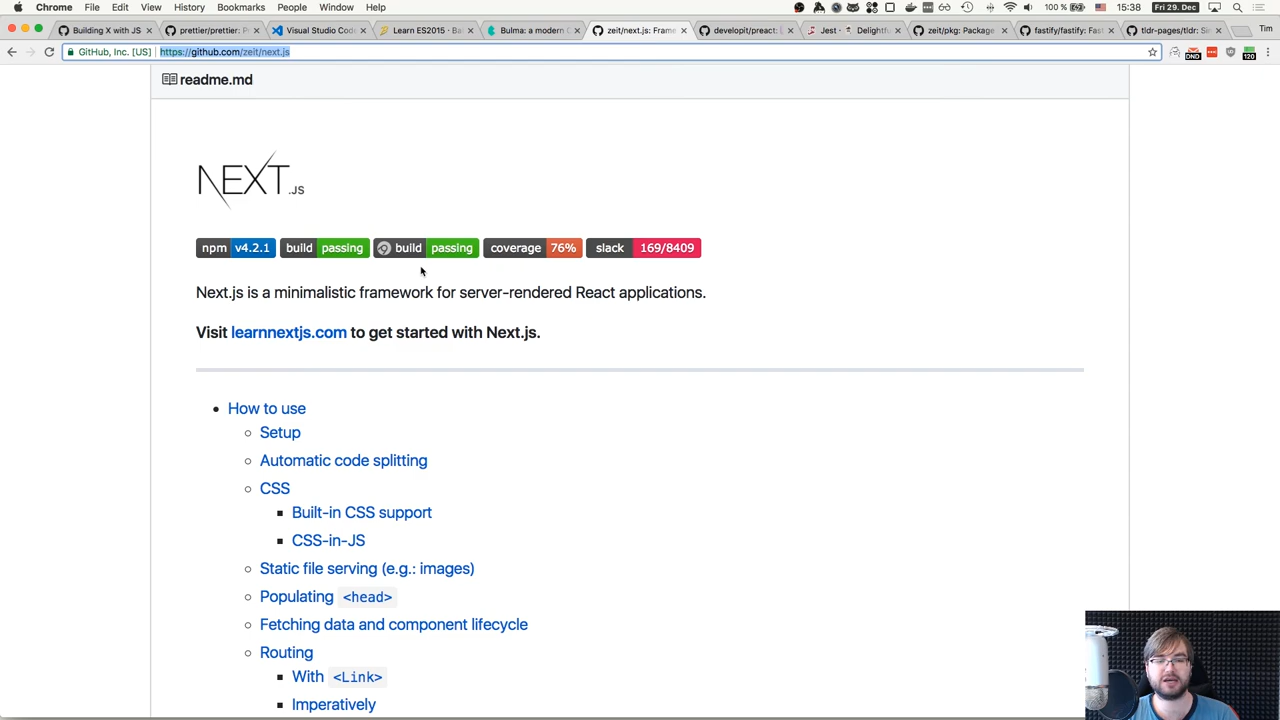 Chrome File Edit View History Bookmarks People Window Help 100 % 15:38 Fri 29. Dec
Building X with JS prettier/prettier: P Visual Studio Code Learn ES2015 · Ba Bulma: a modern C zeit/next.js: Frame developit/preact: Jest · Delightfu zeit/pkg: Package fastify/fastify: Fast tldr-pages/tldr: Si Tim
GitHub, Inc. [US] https://github.com/zeit/next.js DND 120
readme.md
NEXT.JS
npm v4.2.1 build passing build passing coverage 76% slack 169/8409
Next.js is a minimalistic framework for server-rendered React applications.
Visit learnnextjs.com to get started with Next.js.
How to use
Setup
Automatic code splitting
CSS
Built-in CSS support
CSS-in-JS
Static file serving (e.g.: images)
Populating <head>
Fetching data and component lifecycle
Routing
With <Link>
Imperatively